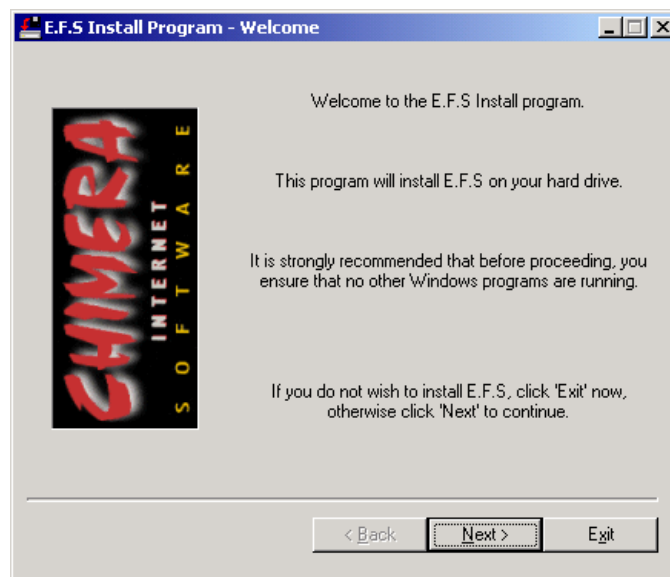 E.F.S Install Program - Welcome
CHIMERA
INTERNET
SOFTWARE
Welcome to the E.F.S Install program.
This program will install E.F.S on your hard drive.
It is strongly recommended that before proceeding, you
ensure that no other Windows programs are running.
If you do not wish to install E.F.S, click 'Exit' now,
otherwise click 'Next' to continue.
< Back
Next >
Exit